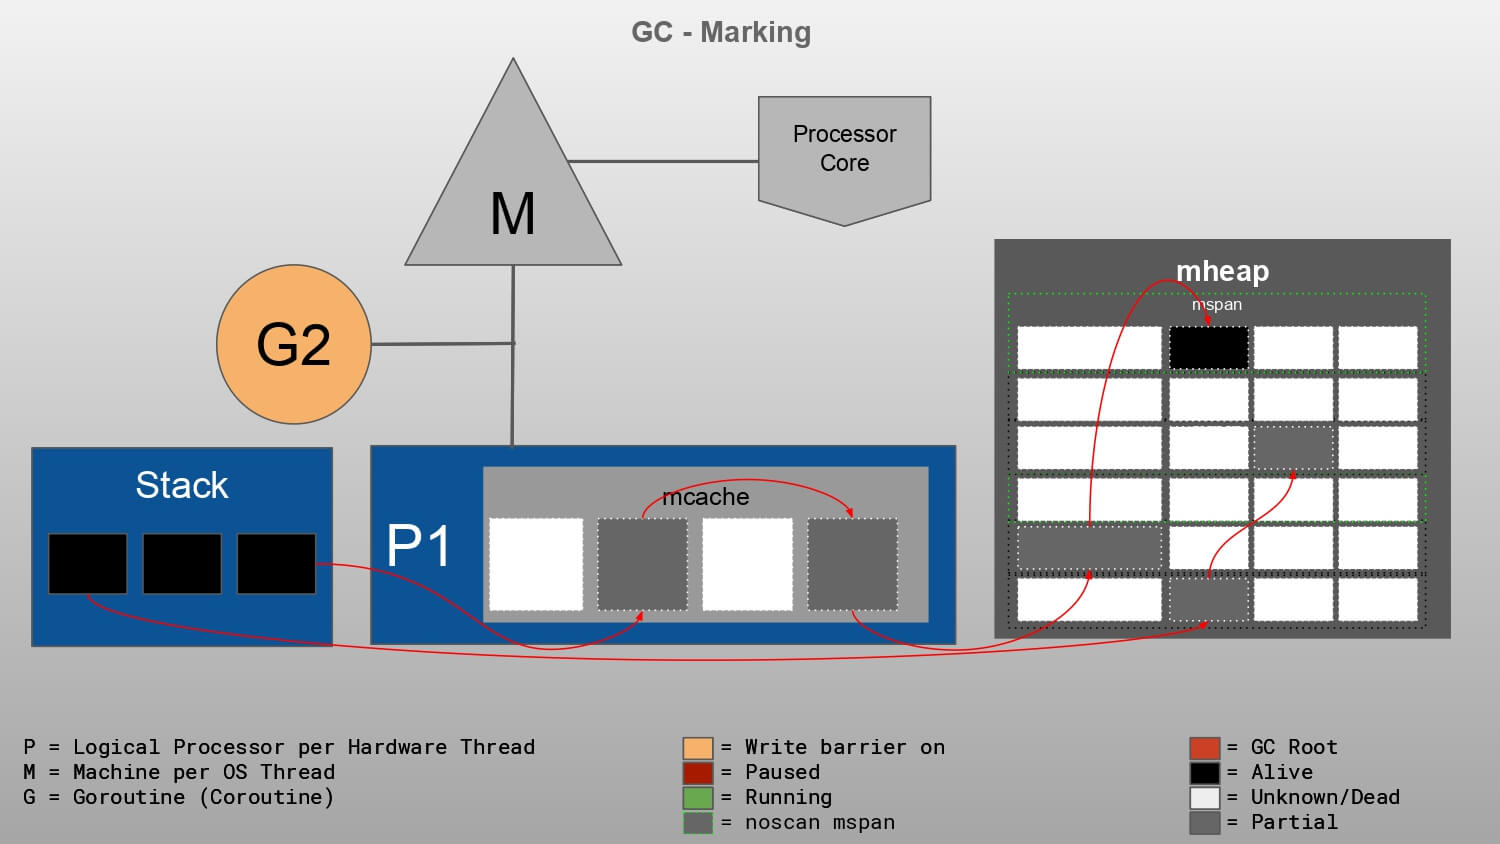 GC - Marking
Processor
Core
M
G2
mheap
mspan
Stack
P1
mcache
P = Logical Processor per Hardware Thread
M = Machine per OS Thread
G = Goroutine (Coroutine)
= Write barrier on
= Paused
= Running
= noscan mspan
= GC Root
= Alive
= Unknown/Dead
= Partial